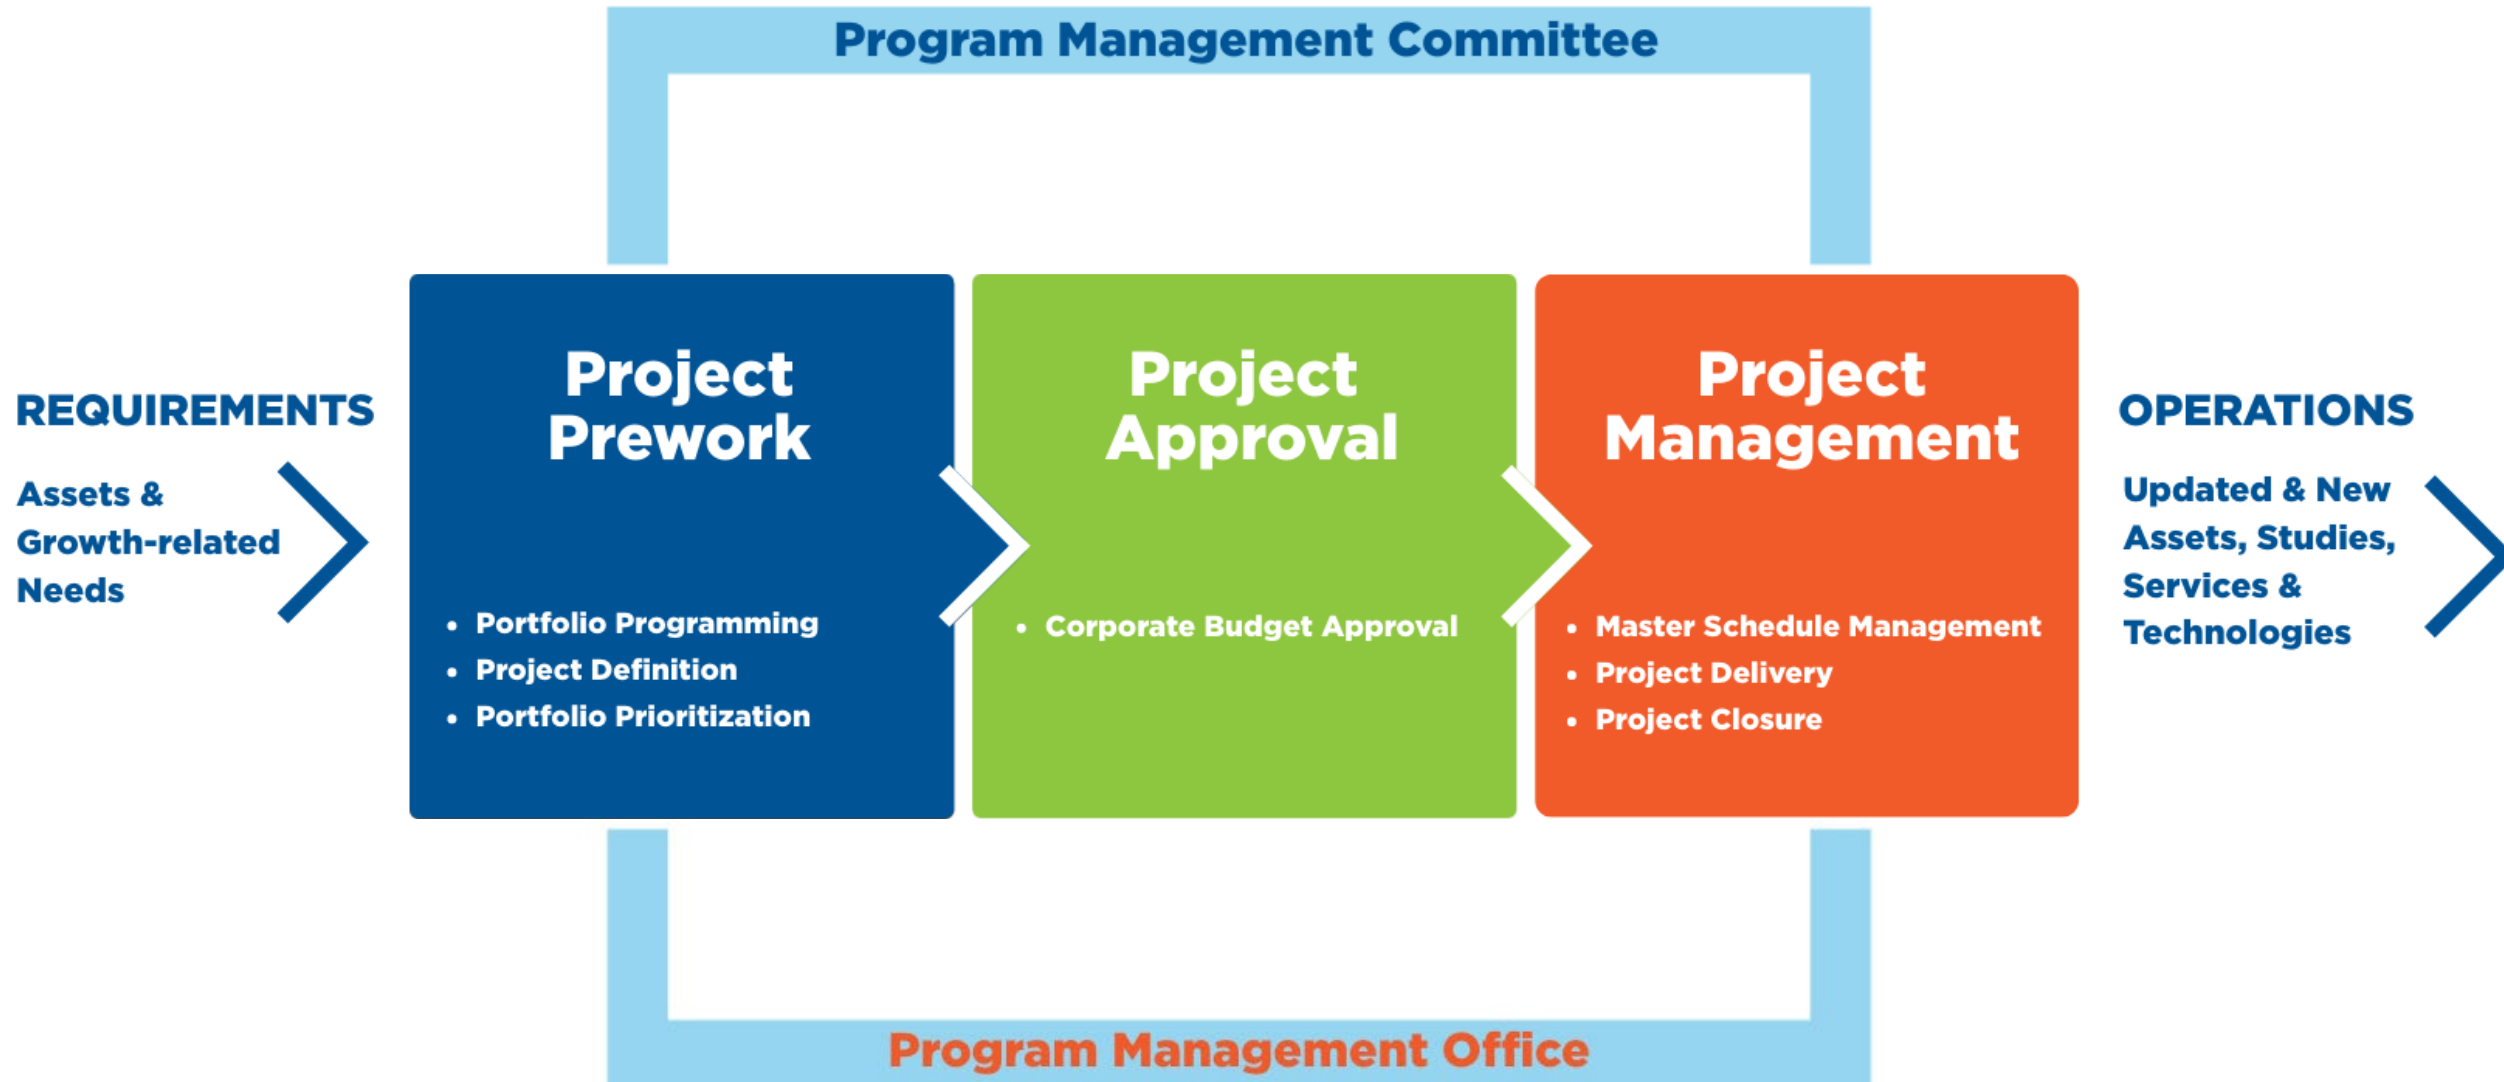 Program Management Committee
REQUIREMENTS
Assets &
Growth-related
Needs
Project
Prework
• Portfolio Programming
• Project Definition
• Portfolio Prioritization
Project
Approval
• Corporate Budget Approval
Project
Management
• Master Schedule Management
• Project Delivery
• Project Closure
OPERATIONS
Updated & New
Assets, Studies,
Services &
Technologies
Program Management Office